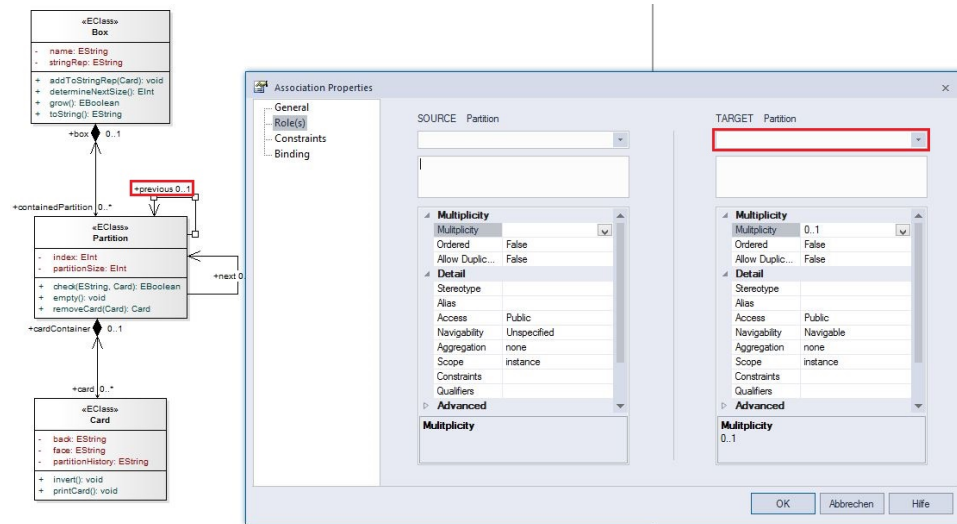 «EClass»
Box
- name: EString
- stringRep: EString
+ addToStringRep(Card): void
+ determineNextSize(): EInt
+ grow(): EBoolean
+ toString(): EString
+box 0..1
+previous 0..1
+containedPartition 0..*
«EClass»
Partition
- index: EInt
- partitionSize: EInt
+ check(EString, Card): EBoolean
+ empty(): void
+ removeCard(Card): Card
+next 0.
+cardContainer 0..1
+card 0..*
«EClass»
Card
- back: EString
- face: EString
- partitionHistory: EString
+ invert(): void
+ printCard(): void
Association Properties
General
Role(s)
Constraints
Binding
SOURCE Partition
Multiplicity
Mulitplicity
Ordered False
Allow Duplic... False
Detail
Stereotype
Alias
Access Public
Navigability Unspecified
Aggregation none
Scope instance
Constraints
Qualifiers
Advanced
Mulitplicity
TARGET Partition
Multiplicity
Mulitplicity 0..1
Ordered False
Allow Duplic... False
Detail
Stereotype
Alias
Access Public
Navigability Navigable
Aggregation none
Scope instance
Constraints
Qualifiers
Advanced
Mulitplicity
0..1
OK Abbrechen Hilfe